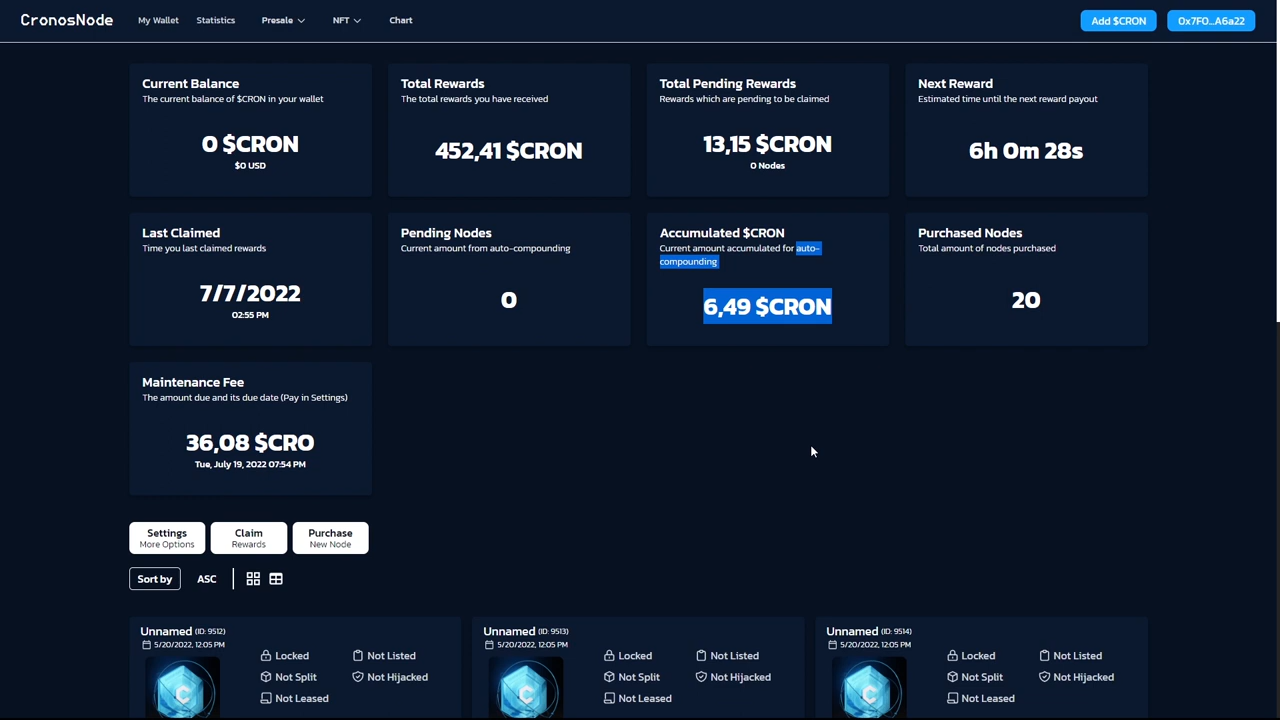 CronosNode
My Wallet
Statistics
Presale
NFT
Chart
Add $CRON
0x7F0...A6a22
Current Balance
The current balance of $CRON in your wallet
0 $CRON
$0 USD
Total Rewards
The total rewards you have received
452,41 $CRON
Total Pending Rewards
Rewards which are pending to be claimed
13,15 $CRON
0 Nodes
Next Reward
Estimated time until the next reward payout
6h 0m 28s
Last Claimed
Time you last claimed rewards
7/7/2022
02:55 PM
Pending Nodes
Current amount from auto-compounding
0
Accumulated $CRON
Current amount accumulated for auto-
compounding
6,49 $CRON
Purchased Nodes
Total amount of nodes purchased
20
Maintenance Fee
The amount due and its due date (Pay in Settings)
36,08 $CRO
Tue, July 19, 2022 07:54 PM
Settings
More Options
Claim
Rewards
Purchase
New Node
Sort by
ASC
Unnamed (ID: 9512)
5/20/2022, 12:05 PM
Locked
Not Listed
Not Split
Not Hijacked
Not Leased
Unnamed (ID: 9513)
5/20/2022, 12:05 PM
Locked
Not Listed
Not Split
Not Hijacked
Not Leased
Unnamed (ID: 9514)
5/20/2022, 12:05 PM
Locked
Not Listed
Not Split
Not Hijacked
Not Leased